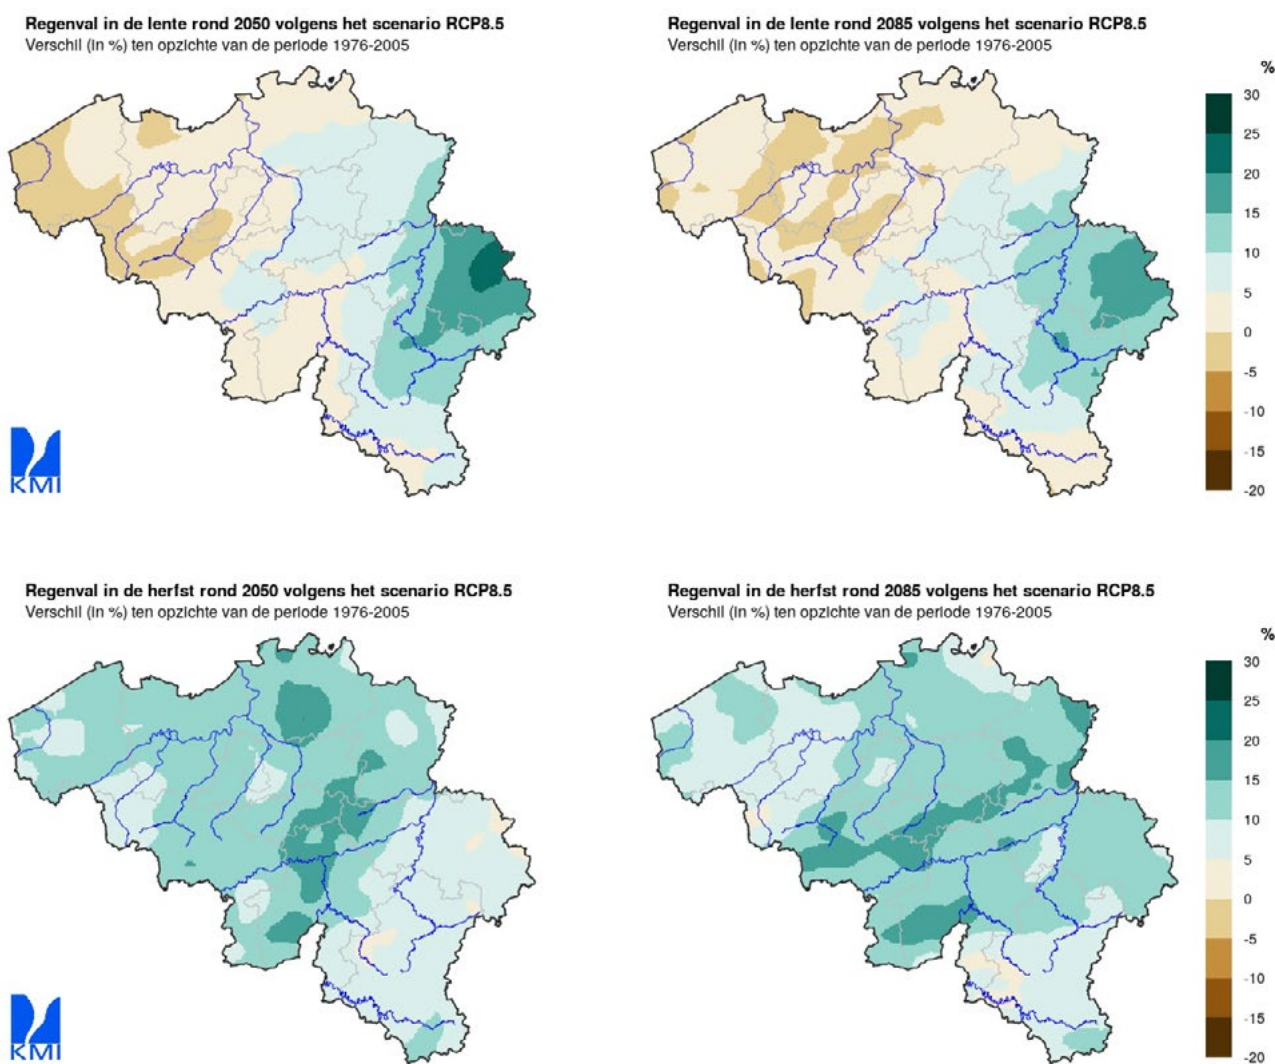 Regenval in de lente rond 2050 volgens het scenario RCP8.5
Verschil (in %) ten opzichte van de periode 1976-2005
Regenval in de lente rond 2085 volgens het scenario RCP8.5
Verschil (in %) ten opzichte van de periode 1976-2005
%
30
25
20
15
10
5
0
-5
-10
-15
-20
KMI
Regenval in de herfst rond 2050 volgens het scenario RCP8.5
Verschil (in %) ten opzichte van de periode 1976-2005
Regenval in de herfst rond 2085 volgens het scenario RCP8.5
Verschil (in %) ten opzichte van de periode 1976-2005
%
30
25
20
15
10
5
0
-5
-10
-15
-20
KMI